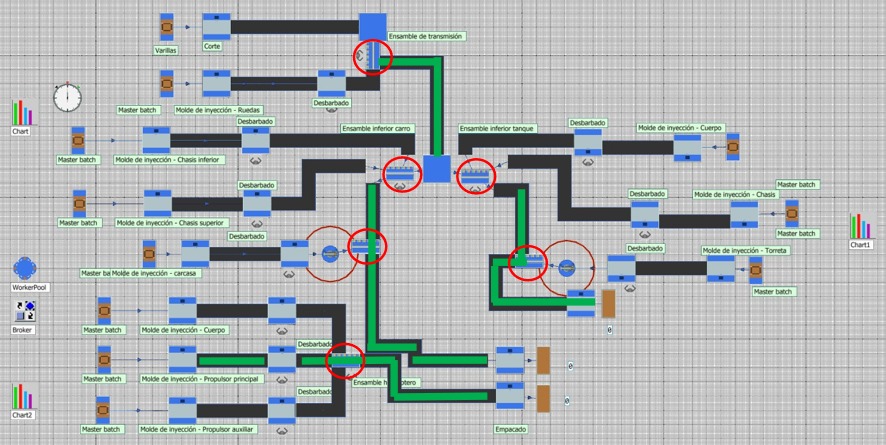 Ensamble de transmisión
Varillas
Corte
Desbarbado
Master batch
Molde de inyección - Ruedas
Chart
Desbarbado
Ensamble inferior carro
Ensamble inferior tanque
Desbarbado
Molde de inyección - Cuerpo
Master batch
Molde de inyección - Chasis inferior
Master batch
Desbarbado
Desbarbado
Molde de inyección - Chasis
Master batch
Master batch
Molde de inyección - Chasis superior
Master batch
Desbarbado
Desbarbado
Molde de inyección - Torreta
Chart1
Master ba
Molde de inyección - carcasa
WorkerPool
Master batch
Broker
0
Master batch
Molde de inyección - Cuerpo
Desbarbado
0
Master batch
Molde de inyección - Propulsor principal
Ensamble h
otero
Desbarbado
0
Chart2
Master batch
Molde de inyección - Propulsor auxiliar
Empacado